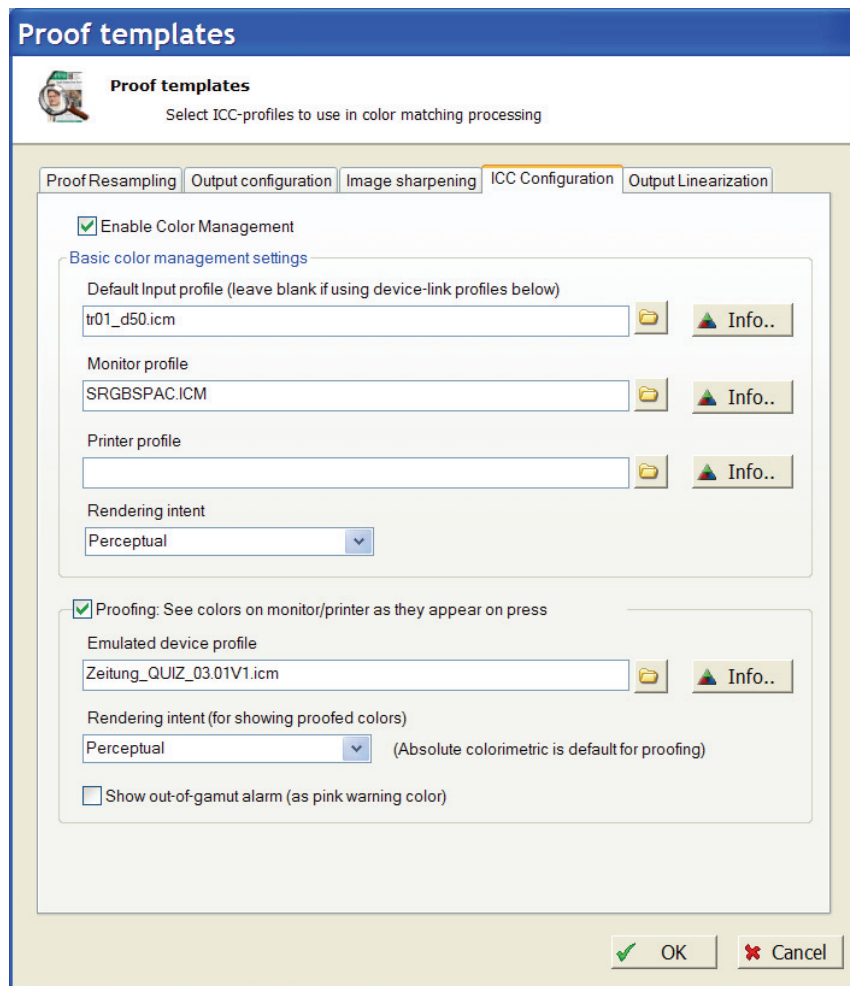 Proof templates
Proof templates
Select ICC-profiles to use in color matching processing
Proof Resampling Output configuration Image sharpening ICC Configuration Output Linearization
Enable Color Management
Basic color management settings
Default Input profile (leave blank if using device-link profiles below)
tr01_d50.icm Info..
Monitor profile
SRGBSPAC.ICM Info..
Printer profile
Info..
Rendering intent
Perceptual
Proofing: See colors on monitor/printer as they appear on press
Emulated device profile
Zeitung_QUIZ_03.01V1.icm Info..
Rendering intent (for showing proofed colors)
Perceptual (Absolute colorimetric is default for proofing)
Show out-of-gamut alarm (as pink warning color)
OK Cancel